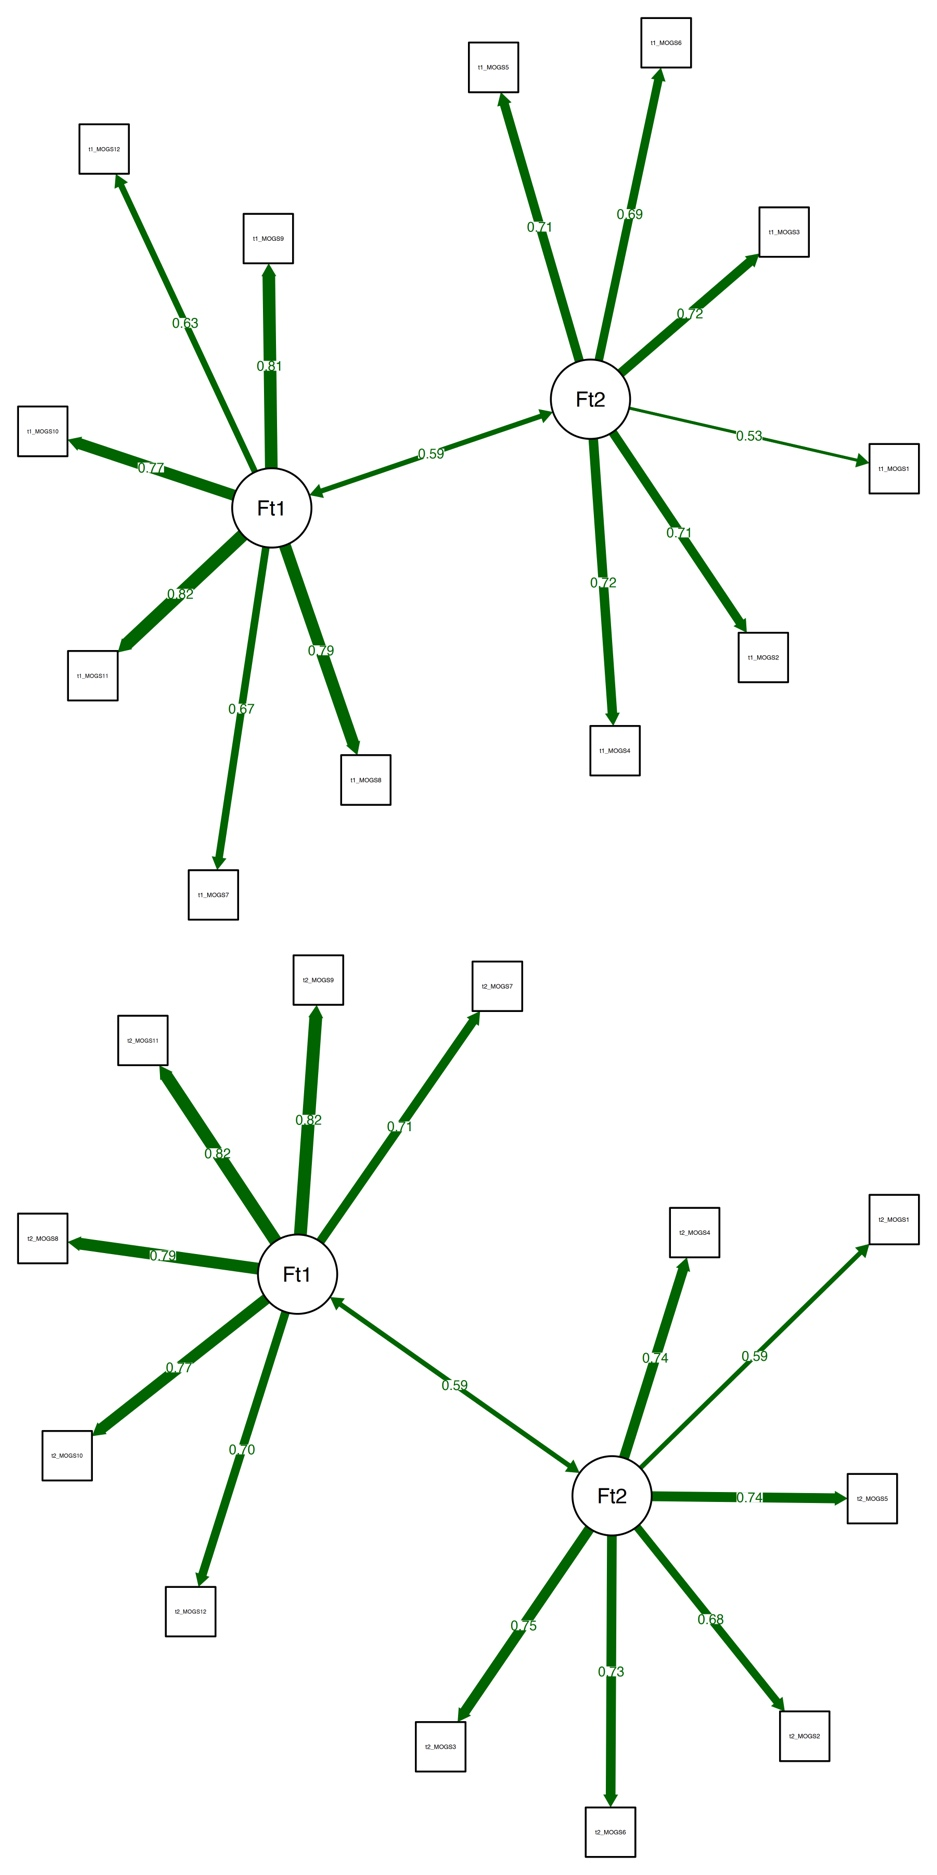 t1_MOGS6
t1_MOGS5
t1_MOGS12
0.69
0.71
t1_MOGS3
t1_MOGS9
0.72
0.63
0.81
Ft2
t1_MOGS10
0.53
0.59
0.77
t1_MOGS1
Ft1
0.71
0.72
0.82
0.79
t1_MOGS2
t1_MOGS11
0.67
t1_MOGS4
t1_MOGS8
t1_MOGS7
t2_MOGS9
t2_MOGS7
t2_MOGS11
0.82
0.71
0.82
t2_MOGS1
t2_MOGS4
t2_MOGS8
0.79
Ft1
0.74
0.59
0.77
0.59
0.70
t2_MOGS10
Ft2
0.74
t2_MOGS5
t2_MOGS12
0.75
0.68
0.73
t2_MOGS2
t2_MOGS3
t2_MOGS6